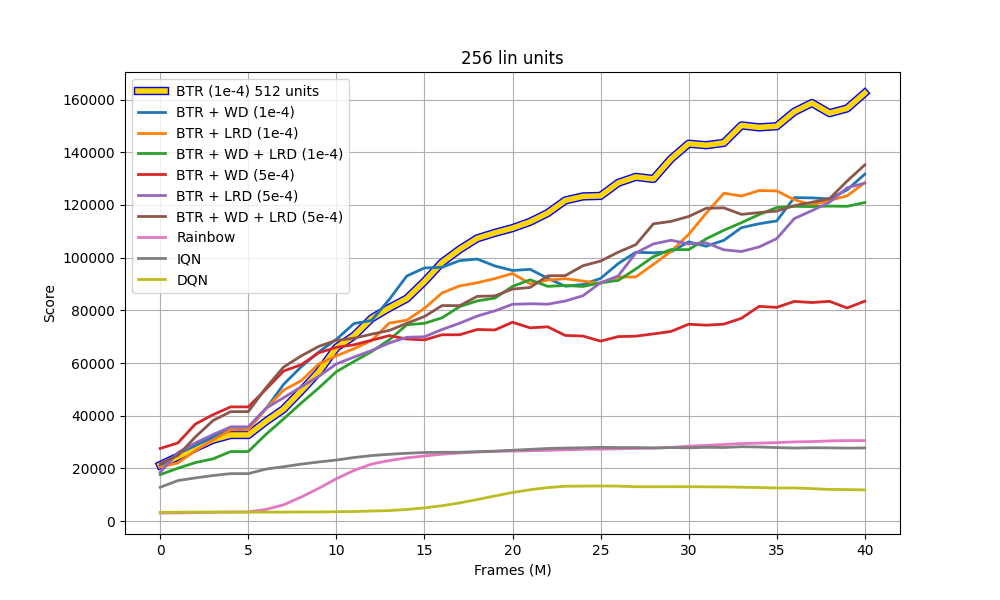 256 lin units
BTR (1e-4) 512 units
BTR + WD (1e-4)
BTR + LRD (1e-4)
BTR + WD + LRD (1e-4)
BTR + WD (5e-4)
BTR + LRD (5e-4)
BTR + WD + LRD (5e-4)
Rainbow
IQN
DQN
Score
160000
140000
120000
100000
80000
60000
40000
20000
0
0 5 10 15 20 25 30 35 40
Frames (M)